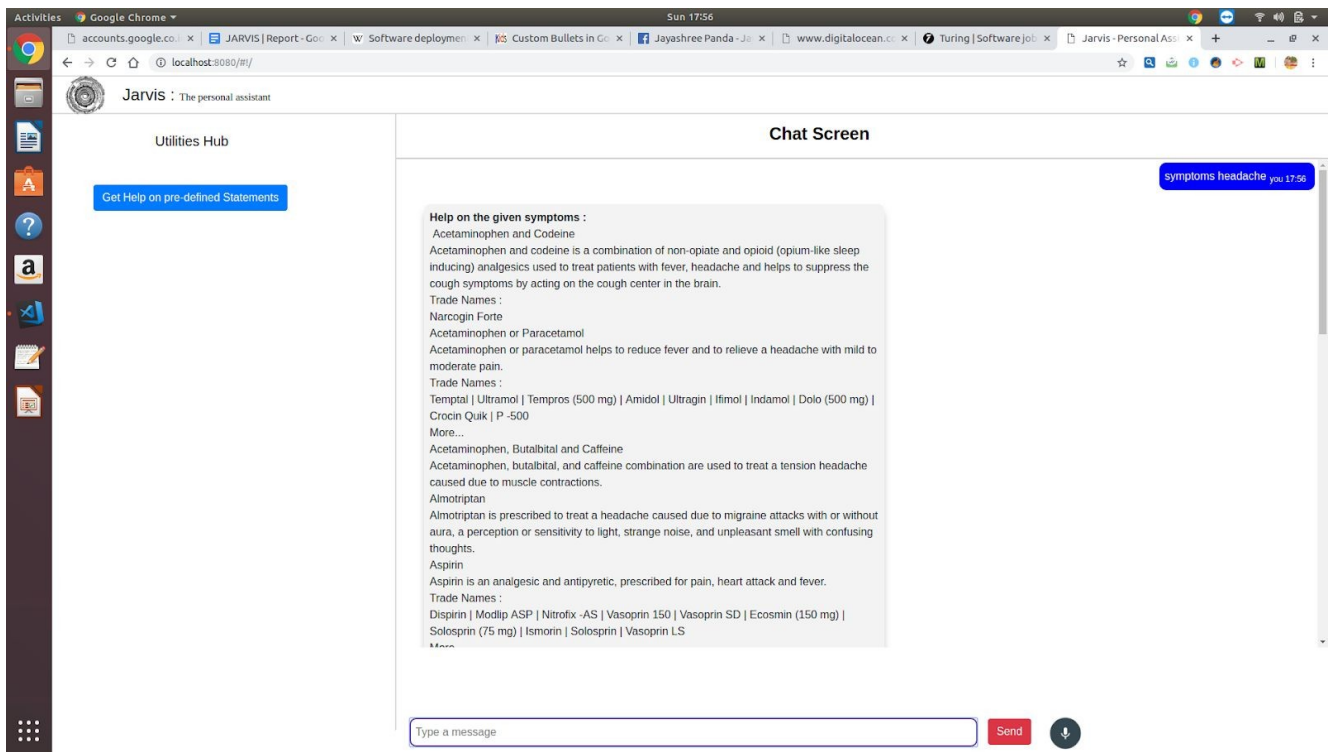 Activities Google Chrome Sun 17:56
accounts.google.co. JARVIS | Report - Goo Software deploymen Custom Bullets in Go Jayashree Panda - Ja www.digitalocean.co Turing | Software job Jarvis - Personal Ass
localhost:8080/#!/
Jarvis : The personal assistant
Utilities Hub
Get Help on pre-defined Statements
Chat Screen
symptoms headache you 17:56
Help on the given symptoms :
Acetaminophen and Codeine
Acetaminophen and codeine is a combination of non-opiate and opioid (opium-like sleep
inducing) analgesics used to treat patients with fever, headache and helps to suppress the
cough symptoms by acting on the cough center in the brain.
Trade Names :
Narcogin Forte
Acetaminophen or Paracetamol
Acetaminophen or paracetamol helps to reduce fever and to relieve a headache with mild to
moderate pain.
Trade Names :
Temptal | Ultramol | Tempros (500 mg) | Amidol | Ultragin | Ifimol | Indamol | Dolo (500 mg) |
Crocin Quik | P -500
More...
Acetaminophen, Butalbital and Caffeine
Acetaminophen, butalbital, and caffeine combination are used to treat a tension headache
caused due to muscle contractions.
Almotriptan
Almotriptan is prescribed to treat a headache caused due to migraine attacks with or without
aura, a perception or sensitivity to light, strange noise, and unpleasant smell with confusing
thoughts.
Aspirin
Aspirin is an analgesic and antipyretic, prescribed for pain, heart attack and fever.
Trade Names :
Dispirin | Modlip ASP | Nitrofix -AS | Vasoprin 150 | Vasoprin SD | Ecosmin (150 mg) |
Solosprin (75 mg) | Ismorin | Solosprin | Vasoprin LS
Type a message
Send